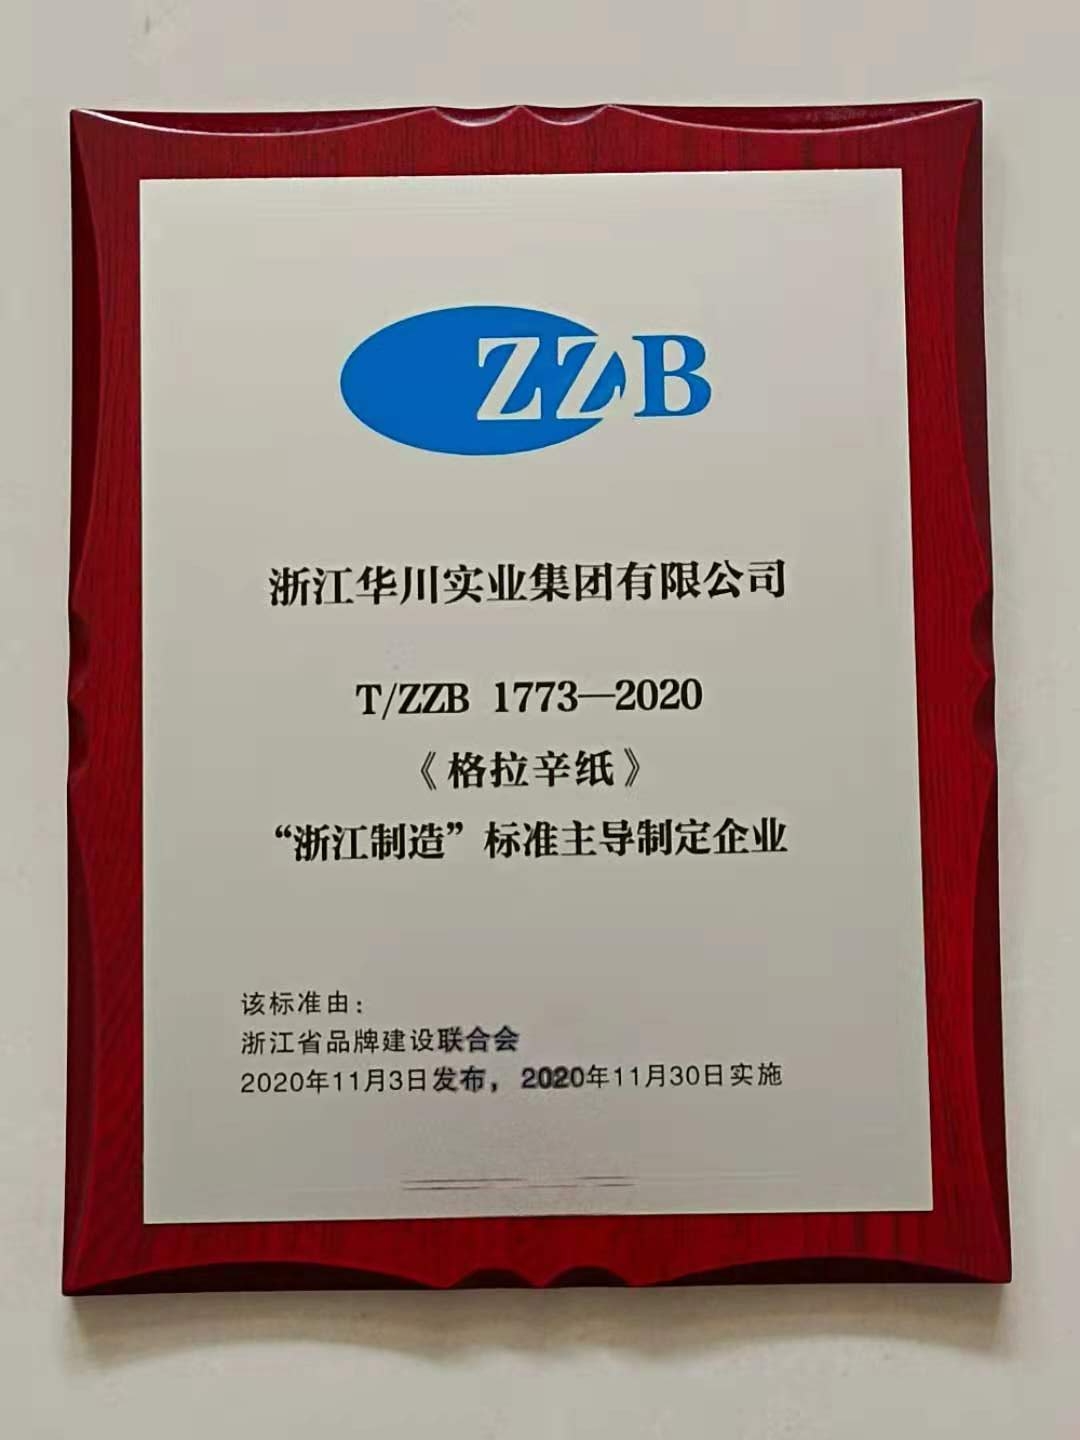 ZZB
浙江华川实业集团有限公司
T/ZZB 1773—2020
《格拉辛纸》
“浙江制造”标准主导制定企业
该标准由：
浙江省品牌建设联合会
2020年11月3日发布，2020年11月30日实施